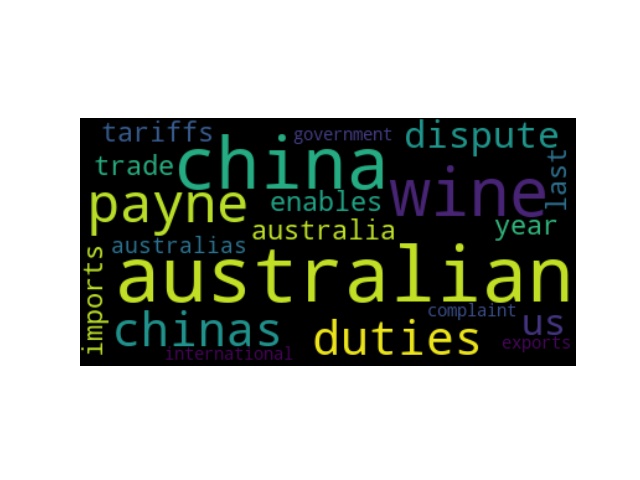 tariffs
government
dispute
trade
china
last
payne
enables
wine
australia
year
australias
imports
australian
chinas
duties
complaint
us
exports
international